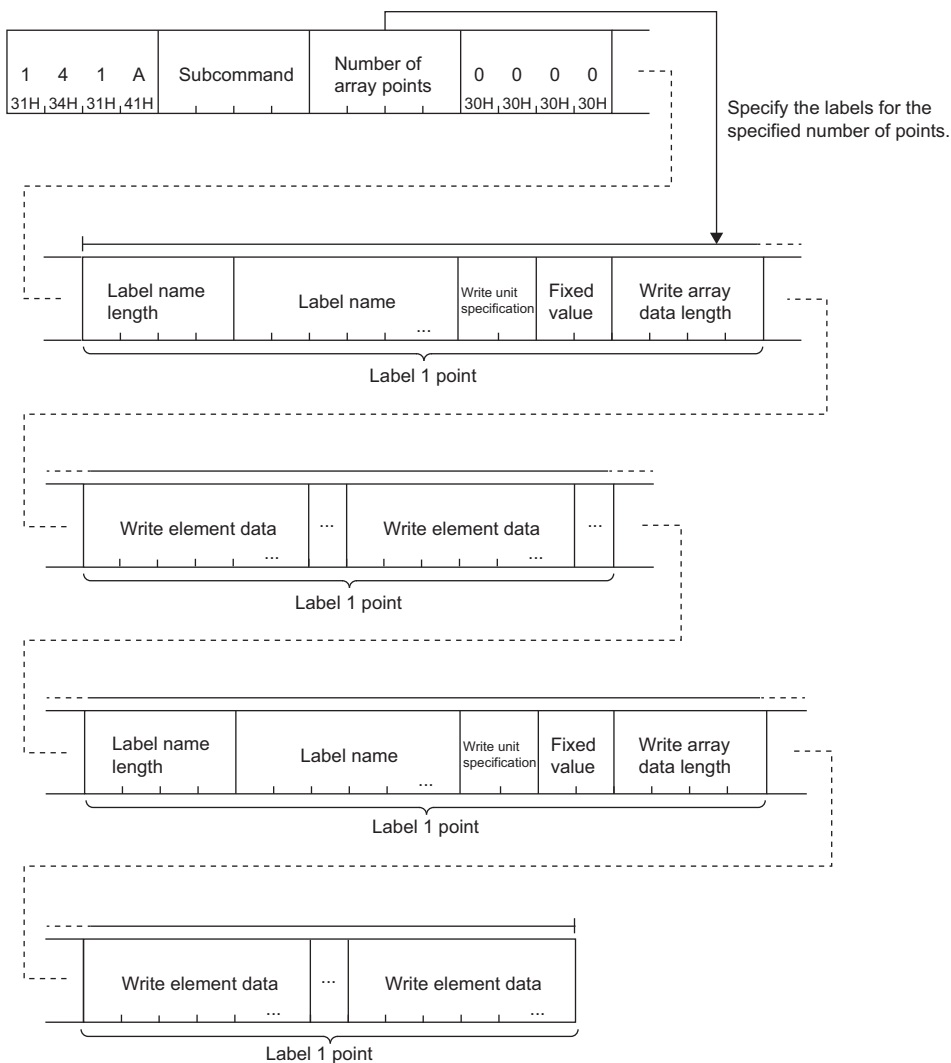 1 4 1 A Subcommand Number of
array points 0 0 0 0
31H 34H 31H 41H 30H 30H 30H 30H
Specify the labels for the
specified number of points.
Label name
length
Label name
...
Write unit
specification
Fixed
value
Write array
data length
Label 1 point
Write element data
...
...
Write element data
...
...
Label 1 point
Label name
length
Label name
...
Write unit
specification
Fixed
value
Write array
data length
Label 1 point
Write element data
...
...
Write element data
...
Label 1 point